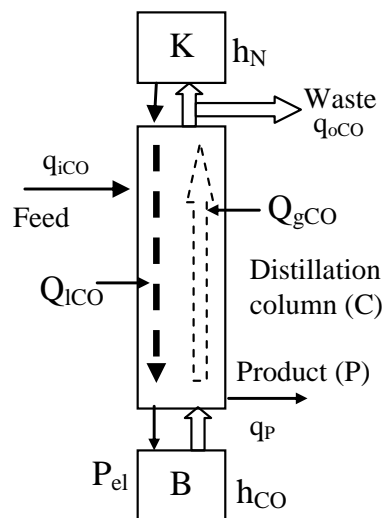 K
h_N
Waste
q_oCO
q_iCO
Feed
Q_gCO
Q_lCO
Distillation
column (C)
Product (P)
q_P
P_el
B
h_CO